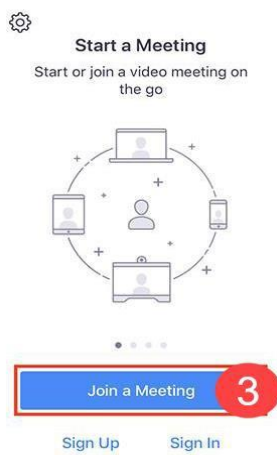 Start a Meeting
Start or join a video meeting on
the go
Join a Meeting
3
Sign Up Sign In